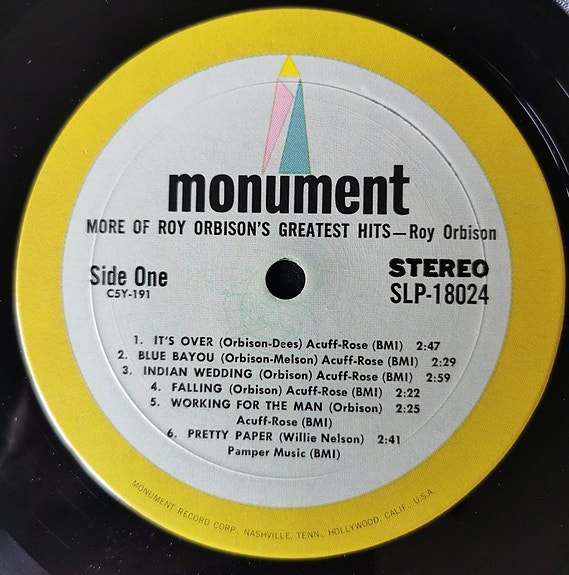 monument
MORE OF ROY ORBISON'S GREATEST HITS—Roy Orbison
Side One
C5Y-191
STEREO
SLP-18024
1. IT'S OVER (Orbison-Dees) Acuff-Rose (BMI) 2:47
2. BLUE BAYOU (Orbison-Melson) Acuff-Rose (BMI) 2:29
3. INDIAN WEDDING (Orbison) Acuff-Rose (BMI) 2:59
4. FALLING (Orbison) Acuff-Rose (BMI) 2:22
5. WORKING FOR THE MAN (Orbison) 2:25
Acuff-Rose (BMI)
6. PRETTY PAPER (Willie Nelson) 2:41
Pamper Music (BMI)
MONUMENT RECORD CORP., NASHVILLE, TENN., HOLLYWOOD, CALIF., U.S.A